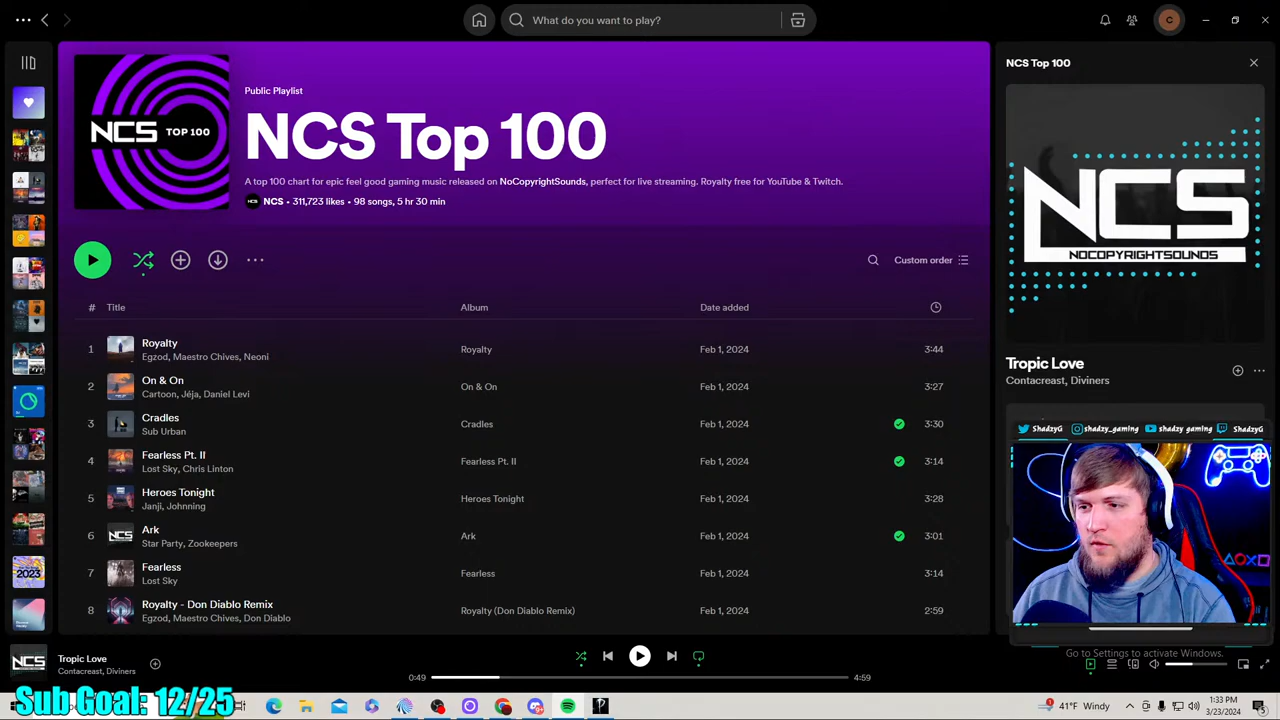 What do you want to play?
C
NCS TOP 100
Public Playlist
NCS Top 100
A top 100 chart for epic feel good gaming music released on NoCopyrightSounds, perfect for live streaming. Royalty free for YouTube & Twitch.
NCS • 311,723 likes • 98 songs, 5 hr 30 min
Custom order
# Title Album Date added
1 Royalty Royalty Feb 1, 2024 3:44
Egzod, Maestro Chives, Neoni
2 On & On On & On Feb 1, 2024 3:27
Cartoon, Jéja, Daniel Levi
3 Cradles Cradles Feb 1, 2024 3:30
Sub Urban
4 Fearless Pt. II Fearless Pt. II Feb 1, 2024 3:14
Lost Sky, Chris Linton
5 Heroes Tonight Heroes Tonight Feb 1, 2024 3:28
Janji, Johnning
6 Ark Ark Feb 1, 2024 3:01
Star Party, Zookeepers
7 Fearless Fearless Feb 1, 2024 3:14
Lost Sky
8 Royalty - Don Diablo Remix Royalty (Don Diablo Remix) Feb 1, 2024 2:59
Egzod, Maestro Chives, Don Diablo
NCS Top 100
NCS
NOCOPYRIGHTSOUNDS
Tropic Love
Contacreast, Diviners
ShadzyG shadzy_gaming shadzy gaming ShadzyG
Go to Settings to activate Windows.
NCS
Tropic Love
Contacreast, Diviners
0:49 4:59
Sub Goal: 12/25
41°F Windy
1:33 PM
3/23/2024